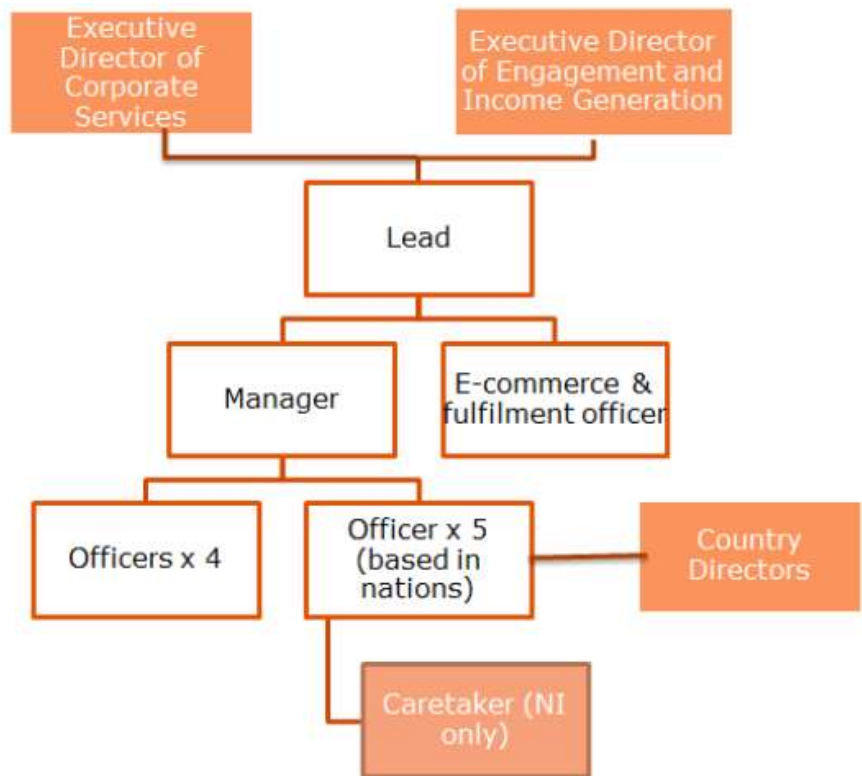 Executive
Director of
Corporate
Services
Executive Director
of Engagement and
Income Generation
Lead
Manager
E-commerce &
fulfilment officer
Officers x 4
Officer x 5
(based in
nations)
Country
Directors
Caretaker (NI
only)